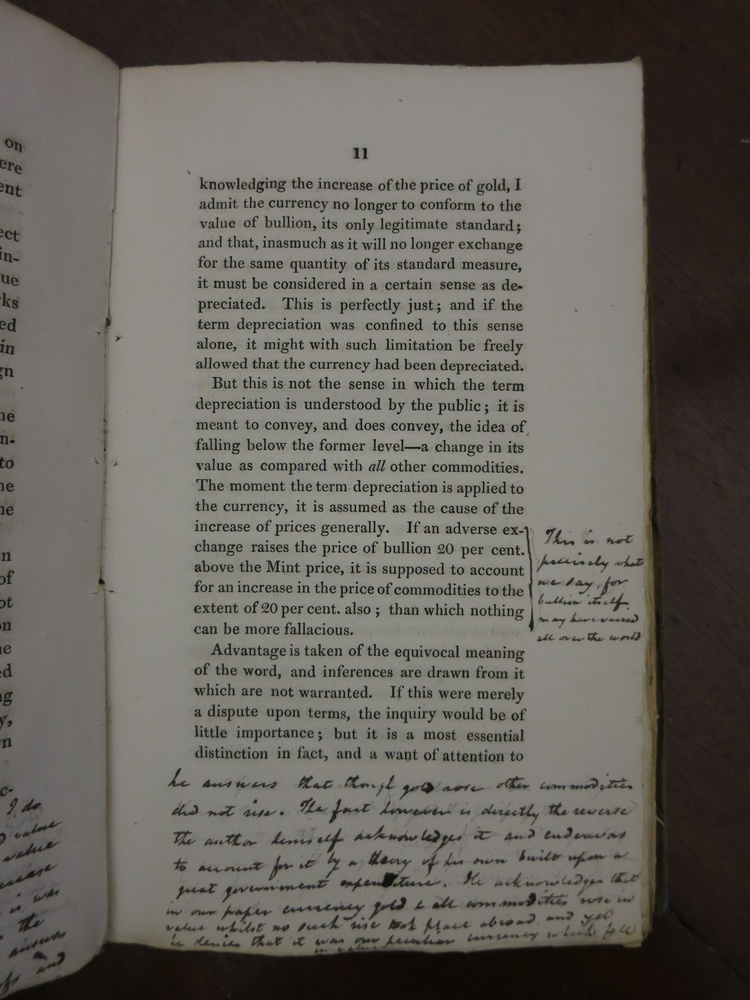 on
ere
ent
ect
in-
ue
ks
ed
in
gn
ne
n-
to
ne
ne
n
of
ot
on
ne
ed
ng
y,
n
c-
I do
value
value
is was
the
answers
and
11
knowledging the increase of the price of gold, I
admit the currency no longer to conform to the
value of bullion, its only legitimate standard;
and that, inasmuch as it will no longer exchange
for the same quantity of its standard measure,
it must be considered in a certain sense as de-
preciated. This is perfectly just; and if the
term depreciation was confined to this sense
alone, it might with such limitation be freely
allowed that the currency had been depreciated.
But this is not the sense in which the term
depreciation is understood by the public; it is
meant to convey, and does convey, the idea of
falling below the former level—a change in its
value as compared with all other commodities.
The moment the term depreciation is applied to
the currency, it is assumed as the cause of the
increase of prices generally. If an adverse ex-
change raises the price of bullion 20 per cent.
above the Mint price, it is supposed to account
for an increase in the price of commodities to the
extent of 20 per cent. also; than which nothing
can be more fallacious.
Advantage is taken of the equivocal meaning
of the word, and inferences are drawn from it
which are not warranted. If this were merely
a dispute upon terms, the inquiry would be of
little importance; but it is a most essential
distinction in fact, and a want of attention to
This is not
precisely what
we say, for
bullion itself
may have varied
all over the world
he answers that though gold rose other commodities
did not rise. The fact however is directly the reverse
the author himself acknowledges it and endeavors
to account for it by a theory of his own built upon a
great government expenditure. He acknowledges that
in our paper currency gold & all commodities rose in
value whilst no such rise took place abroad and yet
he denies that it was our peculiar currency which fell
in value